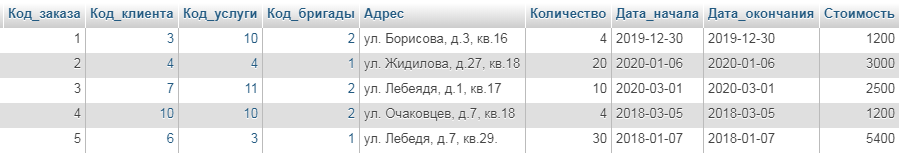 Код_заказа Код_клиента Код_услуги Код_бригады Адрес Количество Дата_начала Дата_окончания Стоимость
1 3 10 2 ул. Борисова, д.3, кв.16 4 2019-12-30 2019-12-30 1200
2 4 4 1 ул. Жидилова, д.27, кв.18 20 2020-01-06 2020-01-06 3000
3 7 11 2 ул. Лебеядя, д.1, кв.17 10 2020-03-01 2020-03-01 2500
4 10 10 2 ул. Очаковцев, д.7, кв.18 4 2018-03-05 2018-03-05 1200
5 6 3 1 ул. Лебедя, д.7, кв.29. 30 2018-01-07 2018-01-07 5400